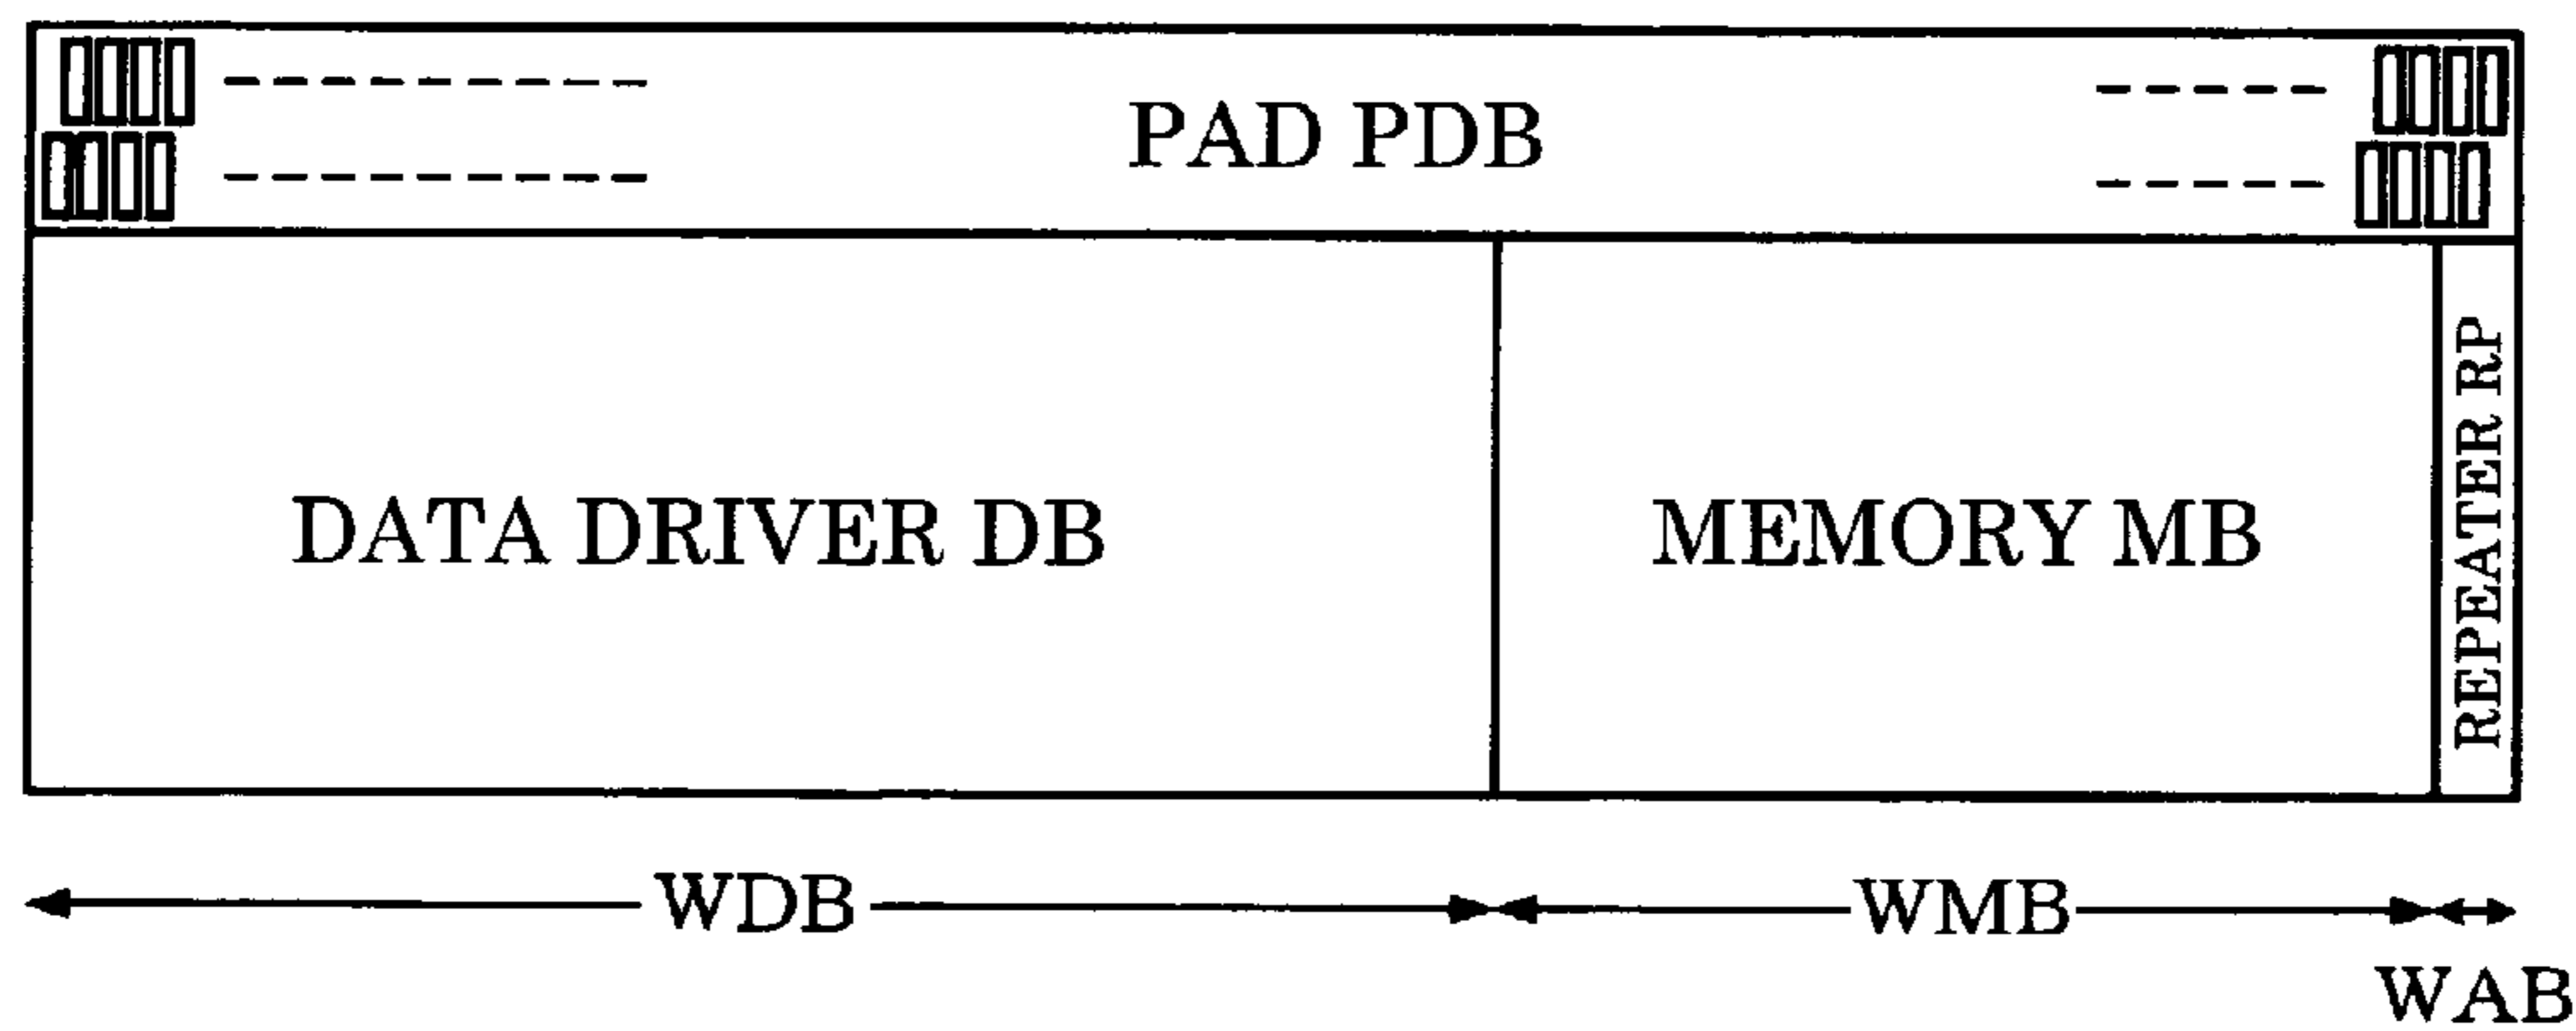 PAD PDB
DATA DRIVER DB
MEMORY MB
REPEATER RP
WDB
WMB
WAB